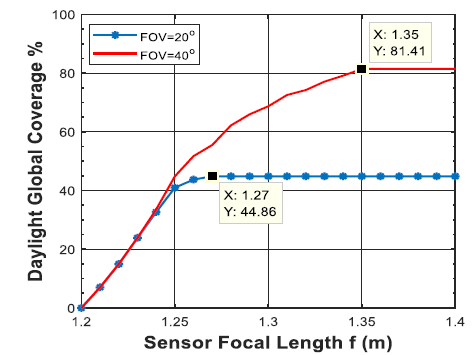 FOV=20°
FOV=40°
X: 1.35
Y: 81.41
X: 1.27
Y: 44.86
100
80
60
40
20
0
1.2 1.25 1.3 1.35 1.4
Daylight Global Coverage %
Sensor Focal Length f (m)